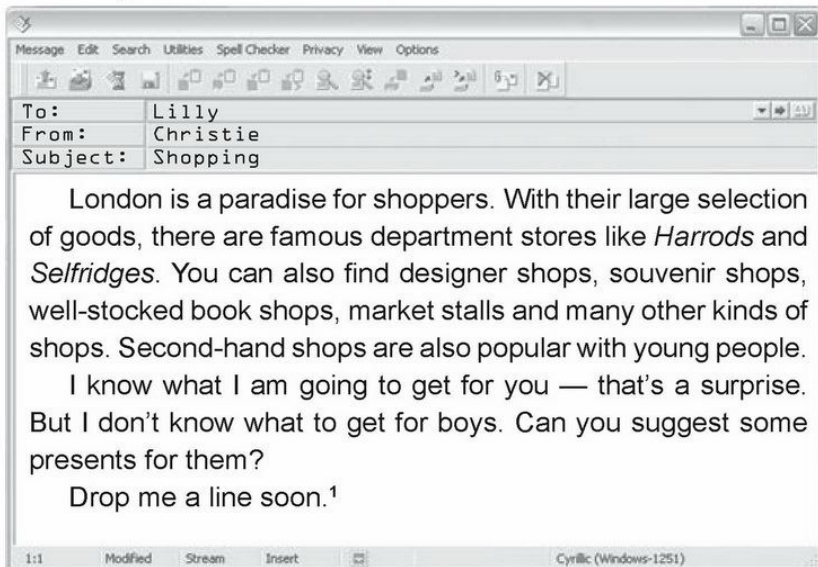 Message Edit Search Utilities Spell Checker Privacy View Options
To: Lilly
From: Christie
Subject: Shopping
London is a paradise for shoppers. With their large selection
of goods, there are famous department stores like Harrods and
Selfridges. You can also find designer shops, souvenir shops,
well-stocked book shops, market stalls and many other kinds of
shops. Second-hand shops are also popular with young people.
I know what I am going to get for you — that's a surprise.
But I don't know what to get for boys. Can you suggest some
presents for them?
Drop me a line soon.¹
1:1 Modified Stream Insert Cyrillic (Windows-1251)